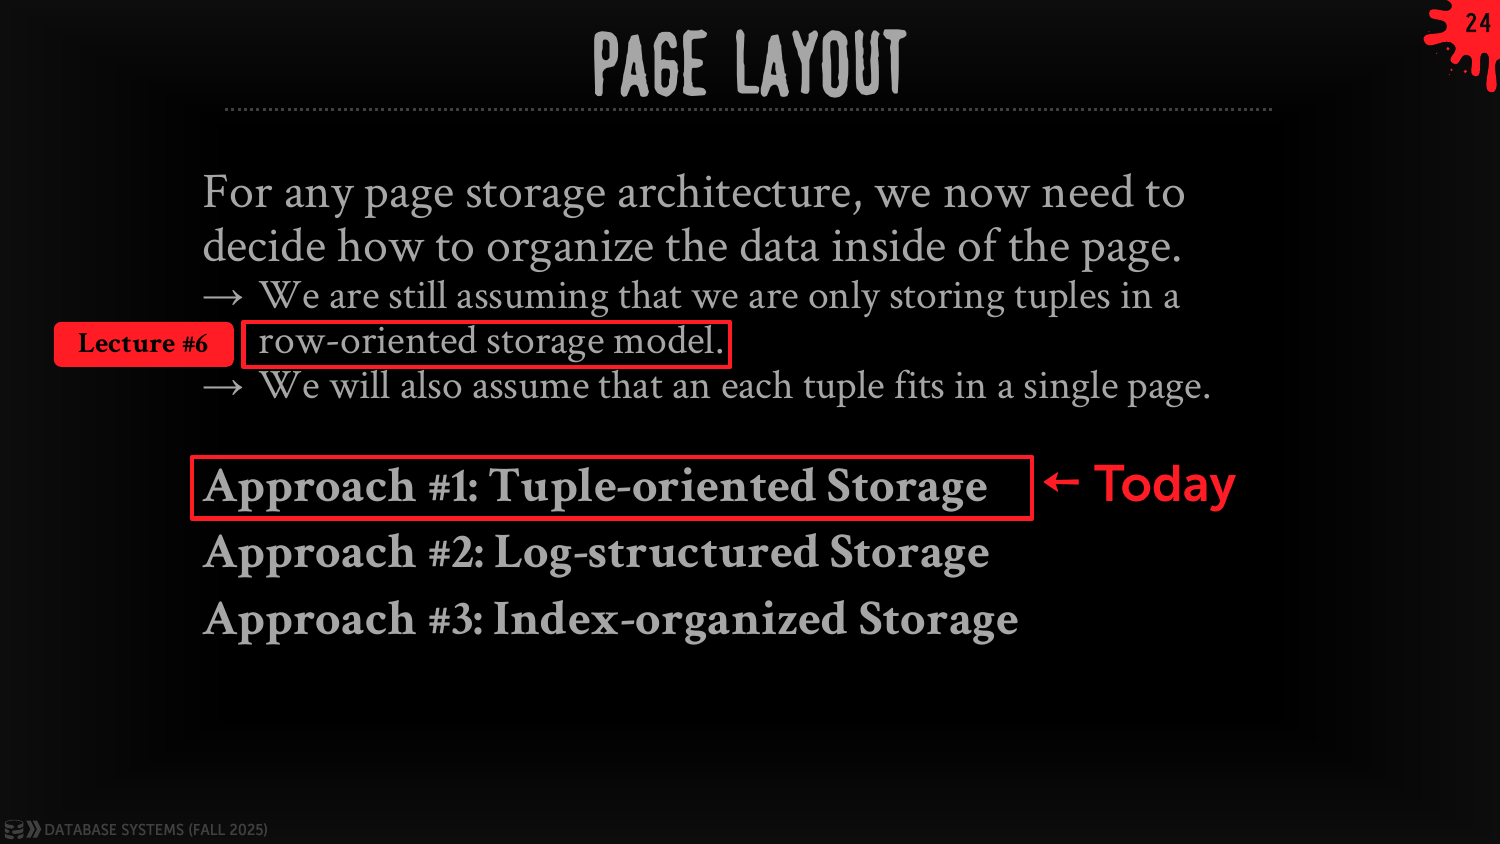 24
PAGE LAYOUT
For any page storage architecture, we now need to
decide how to organize the data inside of the page.
→ We are still assuming that we are only storing tuples in a
Lecture #6 row-oriented storage model.
→ We will also assume that an each tuple fits in a single page.
Approach #1: Tuple-oriented Storage ← Today
Approach #2: Log-structured Storage
Approach #3: Index-organized Storage
DATABASE SYSTEMS (FALL 2025)